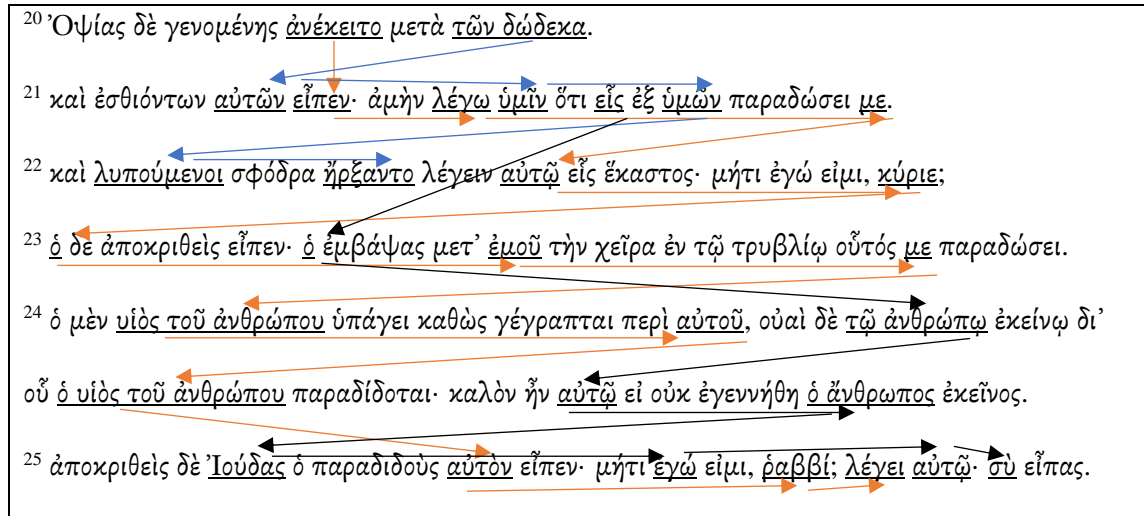 20 Ὀψίας δὲ γενομένης ἀνέκειτο μετὰ τῶν δώδεκα.
21 καὶ ἐσθιόντων αὐτῶν εἶπεν· ἀμὴν λέγω ὑμῖν ὅτι εἷς ἐξ ὑμῶν παραδώσει με.
22 καὶ λυπούμενοι σφόδρα ἤρξαντο λέγειν αὐτῷ εἷς ἕκαστος· μήτι ἐγώ εἰμι, κύριε;
23 ὁ δὲ ἀποκριθεὶς εἶπεν· ὁ ἐμβάψας μετ’ ἐμοῦ τὴν χεῖρα ἐν τῷ τρυβλίῳ οὗτός με παραδώσει.
24 ὁ μὲν υἱὸς τοῦ ἀνθρώπου ὑπάγει καθὼς γέγραπται περὶ αὐτοῦ, οὐαὶ δὲ τῷ ἀνθρώπῳ ἐκείνῳ δι’
οὗ ὁ υἱὸς τοῦ ἀνθρώπου παραδίδοται· καλὸν ἦν αὐτῷ εἰ οὐκ ἐγεννήθη ὁ ἄνθρωπος ἐκεῖνος.
25 ἀποκριθεὶς δὲ Ἰούδας ὁ παραδιδοὺς αὐτὸν εἶπεν· μήτι ἐγώ εἰμι, ῥαββί; λέγει αὐτῷ· σὺ εἶπας.